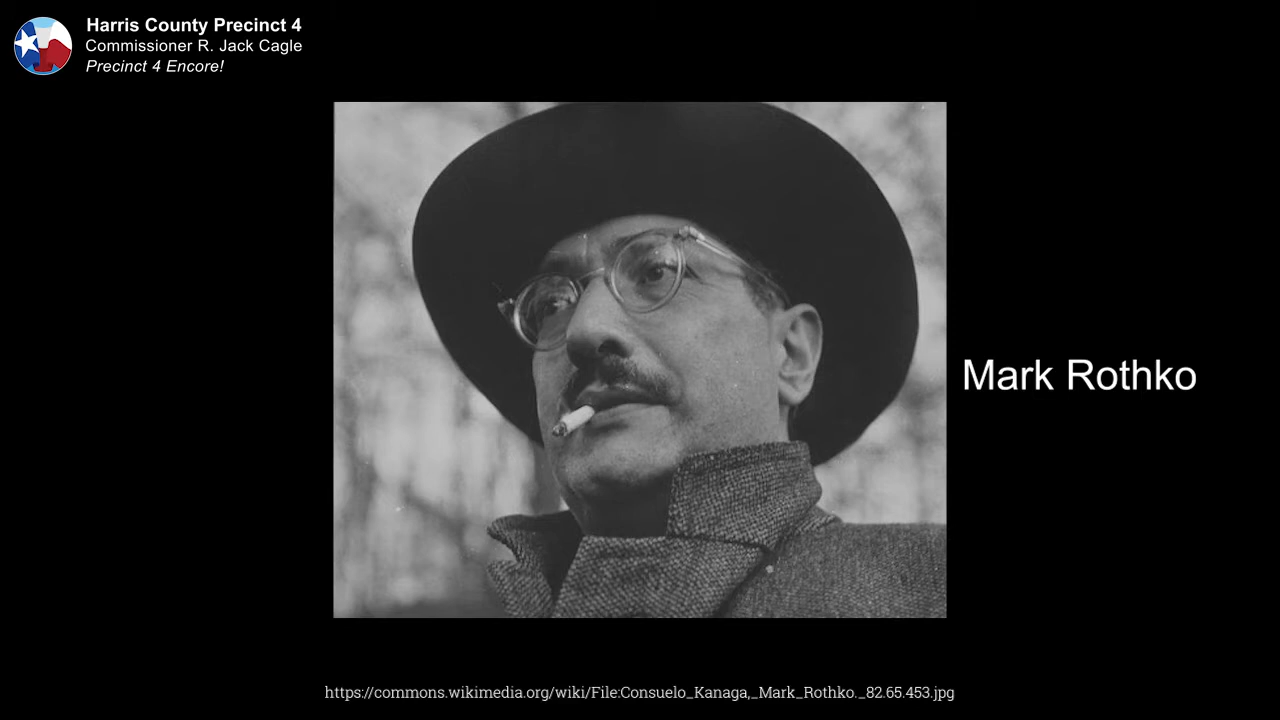 Harris County Precinct 4
Commissioner R. Jack Cagle
Precinct 4 Encore!
Mark Rothko
https://commons.wikimedia.org/wiki/File:Consuelo_Kanaga,_Mark_Rothko._82.65.453.jpg